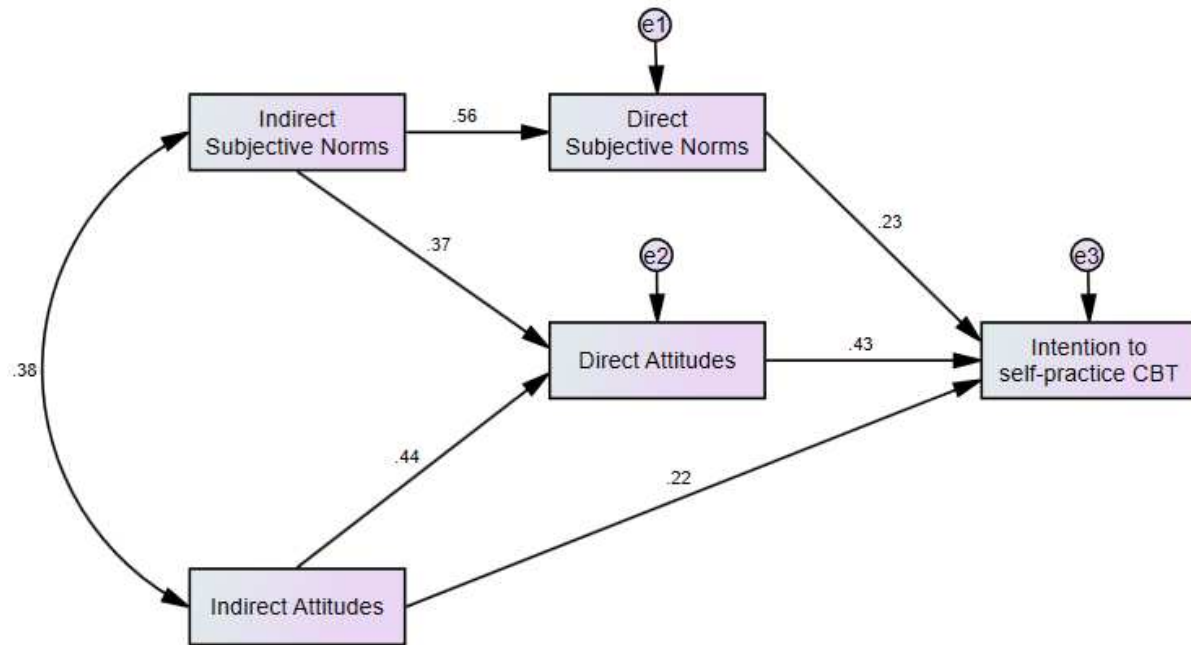 e1
Indirect
Subjective Norms
.56
Direct
Subjective Norms
.23
.37
e2
e3
.38
Direct Attitudes
.43
Intention to
self-practice CBT
.44
.22
Indirect Attitudes